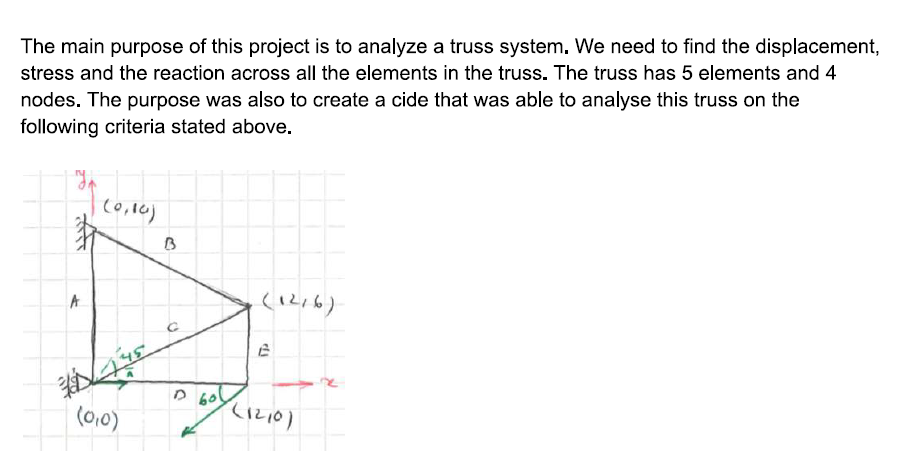 The main purpose of this project is to analyze a truss system. We need to find the displacement,
stress and the reaction across all the elements in the truss. The truss has 5 elements and 4
nodes. The purpose was also to create a cide that was able to analyse this truss on the
following criteria stated above.
y
B
A
(12,6)
C
45
E
x
D
60
(0,0)
(12,0)